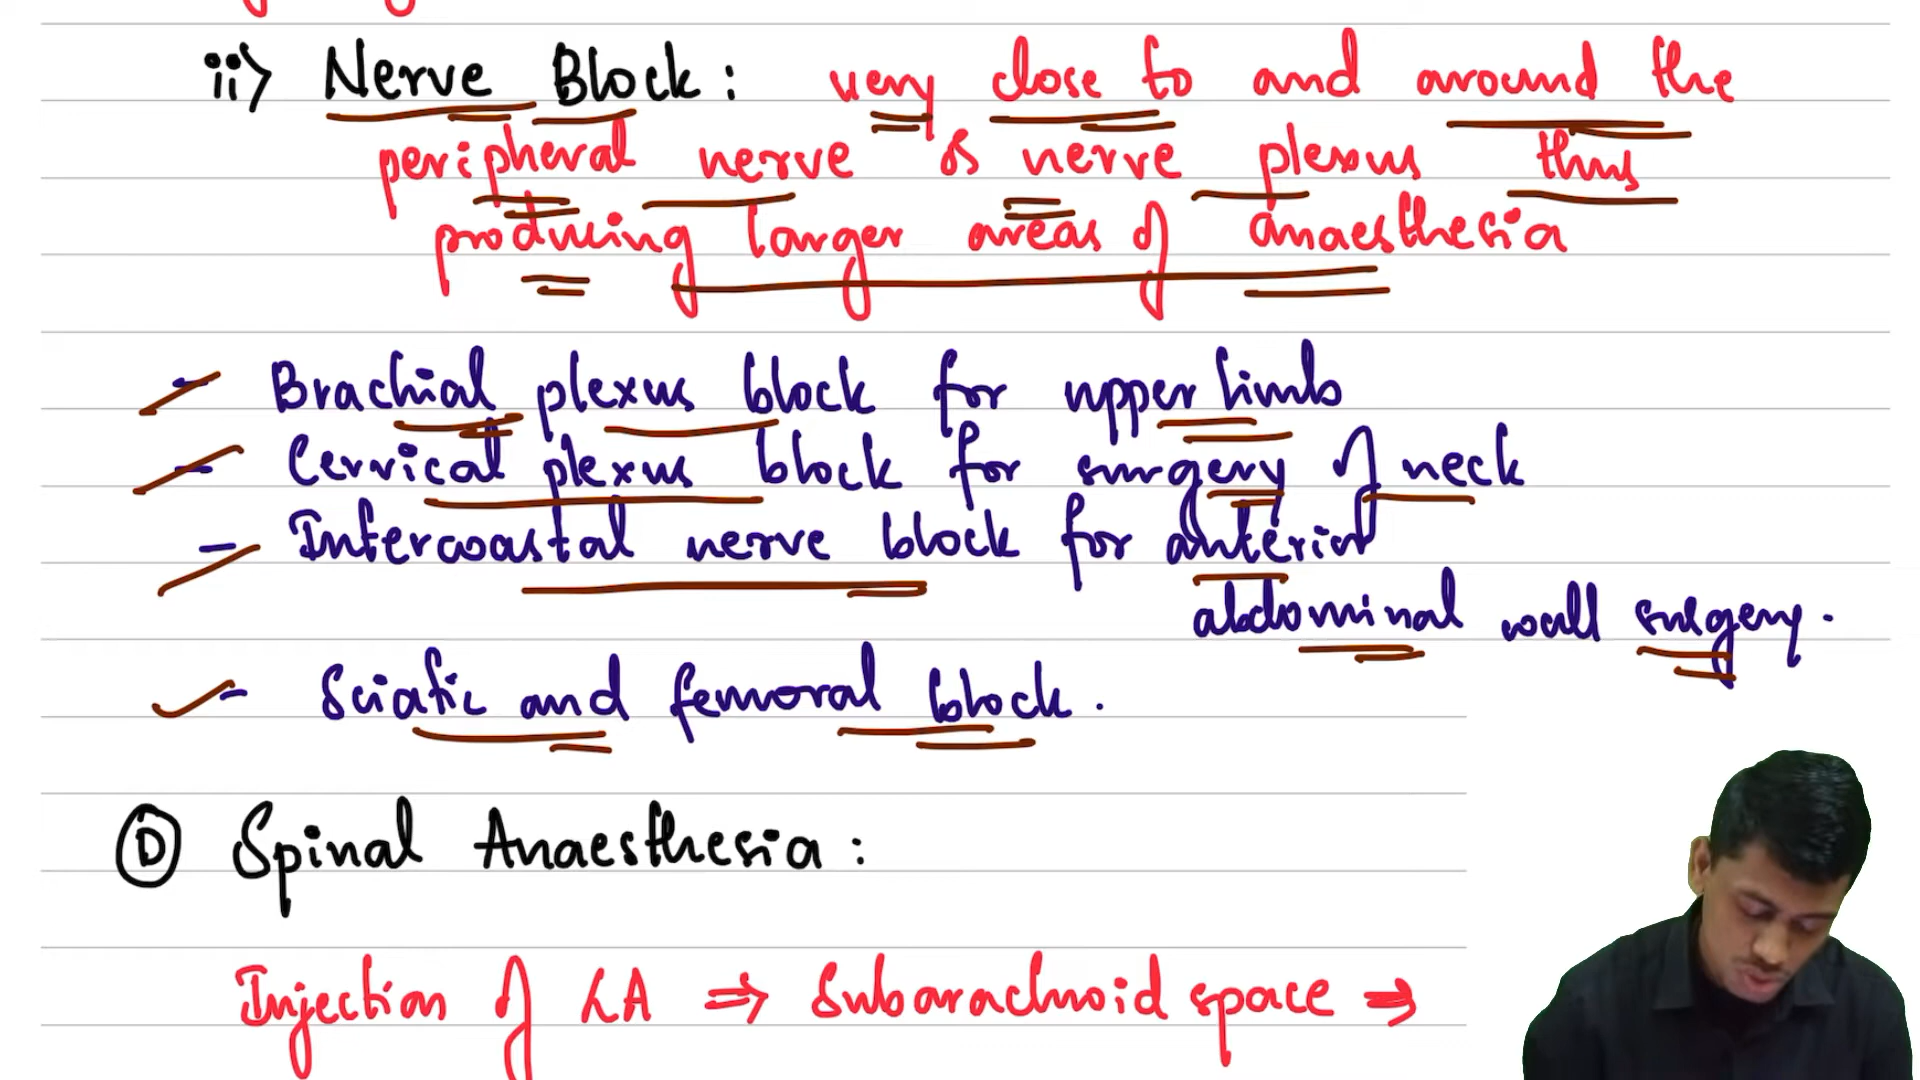 ii) Nerve Block: very close to and around the
peripheral nerve or nerve plexus thus
producing larger areas of anaesthesia
- Brachial plexus block for upper limb
- Cervical plexus block for surgery of neck
- Intercoastal nerve block for anterior
abdominal wall surgery.
- Sciatic and femoral block.
D Spinal Anaesthesia:
Injection of LA ⇒ Subarachnoid space ⇒